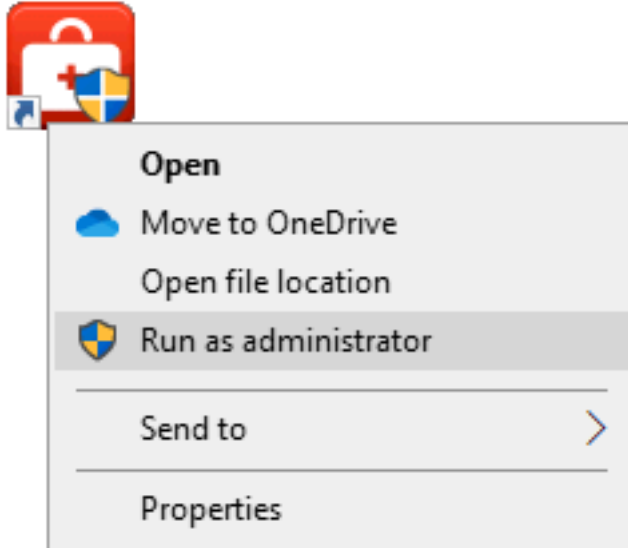 Open
Move to OneDrive
Open file location
Run as administrator
Send to
Properties